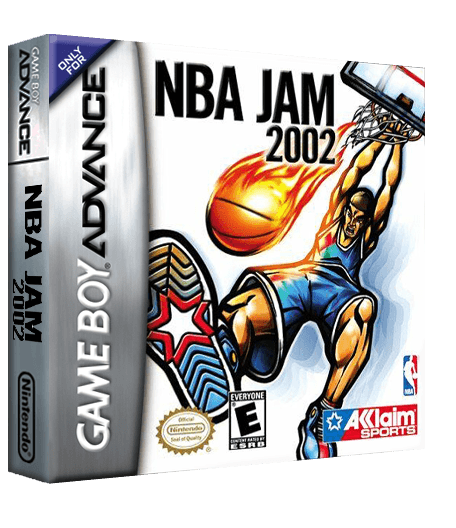 GAME BOY
ADVANCE
NBA JAM
2002
Nintendo
ONLY
FOR
GAME BOY ADVANCE
NBA JAM
2002
Official
Nintendo
Seal of Quality
EVERYONE
E
CONTENT RATED BY
ESRB
NBA
AKklaim
SPORTS